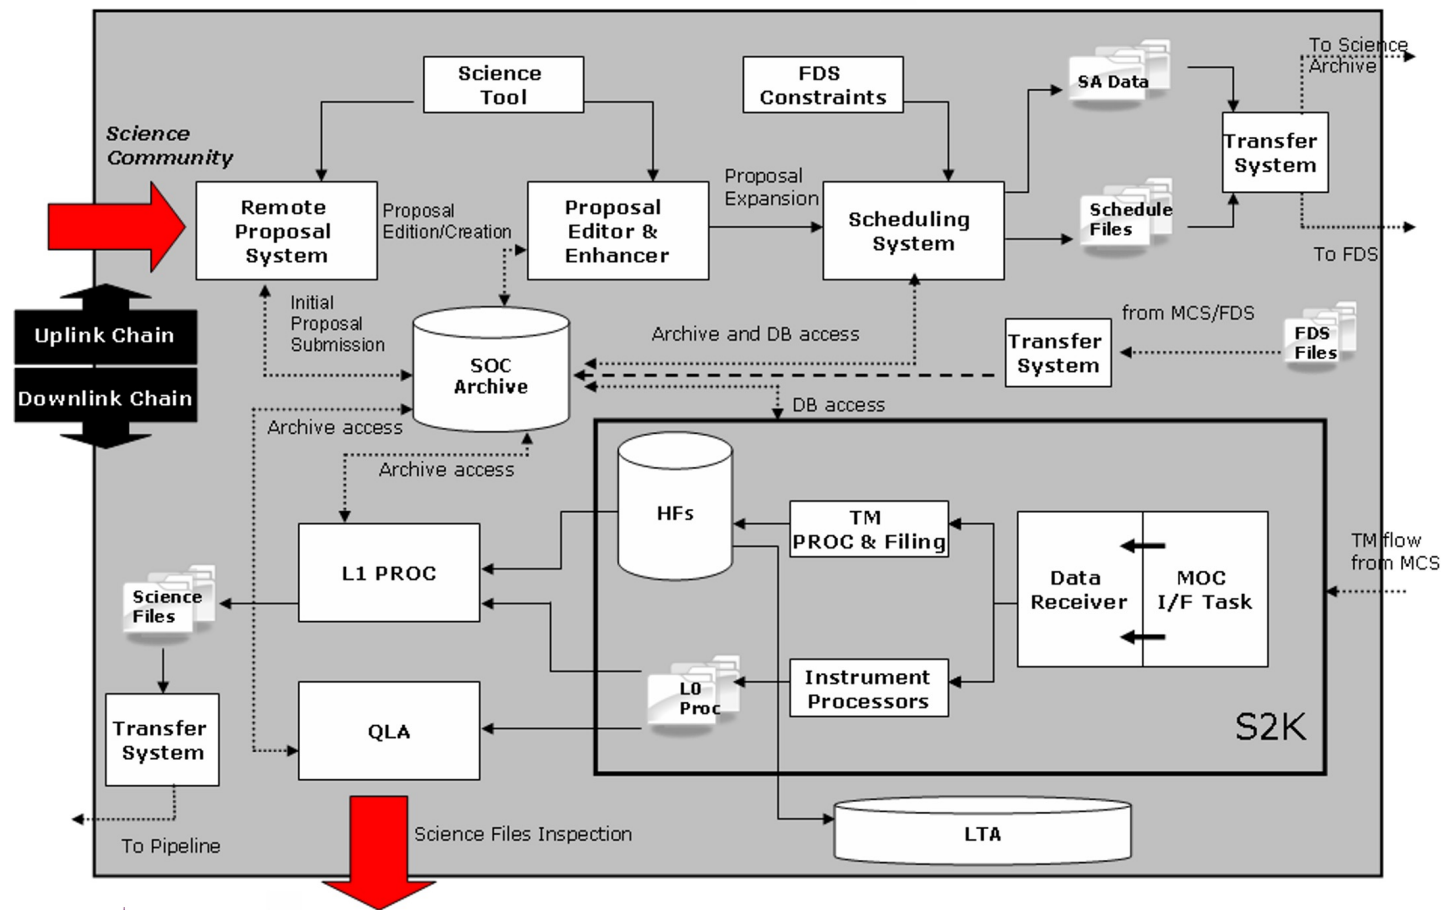 To Science
Archive
Science
Tool
FDS
Constraints
SA Data
Transfer
System
Science
Community
Remote
Proposal
System
Proposal
Edition/Creation
Proposal
Editor &
Enhancer
Proposal
Expansion
Scheduling
System
Schedule
Files
To FDS
Initial
Proposal
Submission
Uplink Chain
Downlink Chain
SOC
Archive
Archive and DB access
from MCS/FDS
Transfer
System
FDS
Files
DB access
Archive access
Archive access
HFs
TM
PROC & Filing
Data
Receiver
MOC
I/F Task
TM flow
from MCS
L1 PROC
Science
Files
Instrument
Processors
L0
Proc
S2K
Transfer
System
QLA
To Pipeline
Science Files Inspection
LTA